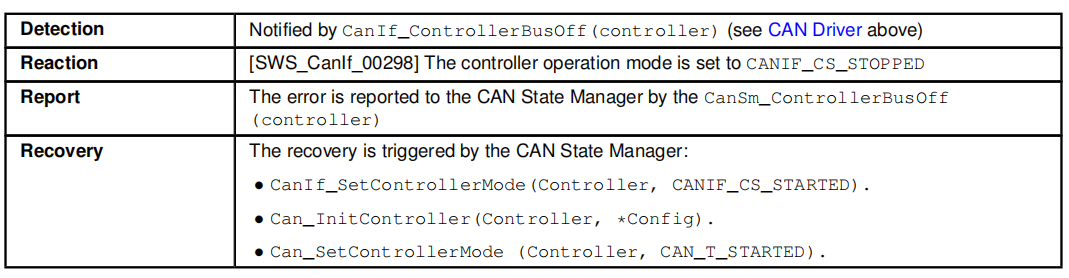 Detection Notified by CanIf_ControllerBusOff(controller) (see CAN Driver above)
Reaction [SWS_CanIf_00298] The controller operation mode is set to CANIF_CS_STOPPED
Report The error is reported to the CAN State Manager by the CanSm_ControllerBusOff
(controller)
Recovery The recovery is triggered by the CAN State Manager:
● CanIf_SetControllerMode(Controller, CANIF_CS_STARTED).
● Can_InitController(Controller, *Config).
● Can_SetControllerMode (Controller, CAN_T_STARTED).